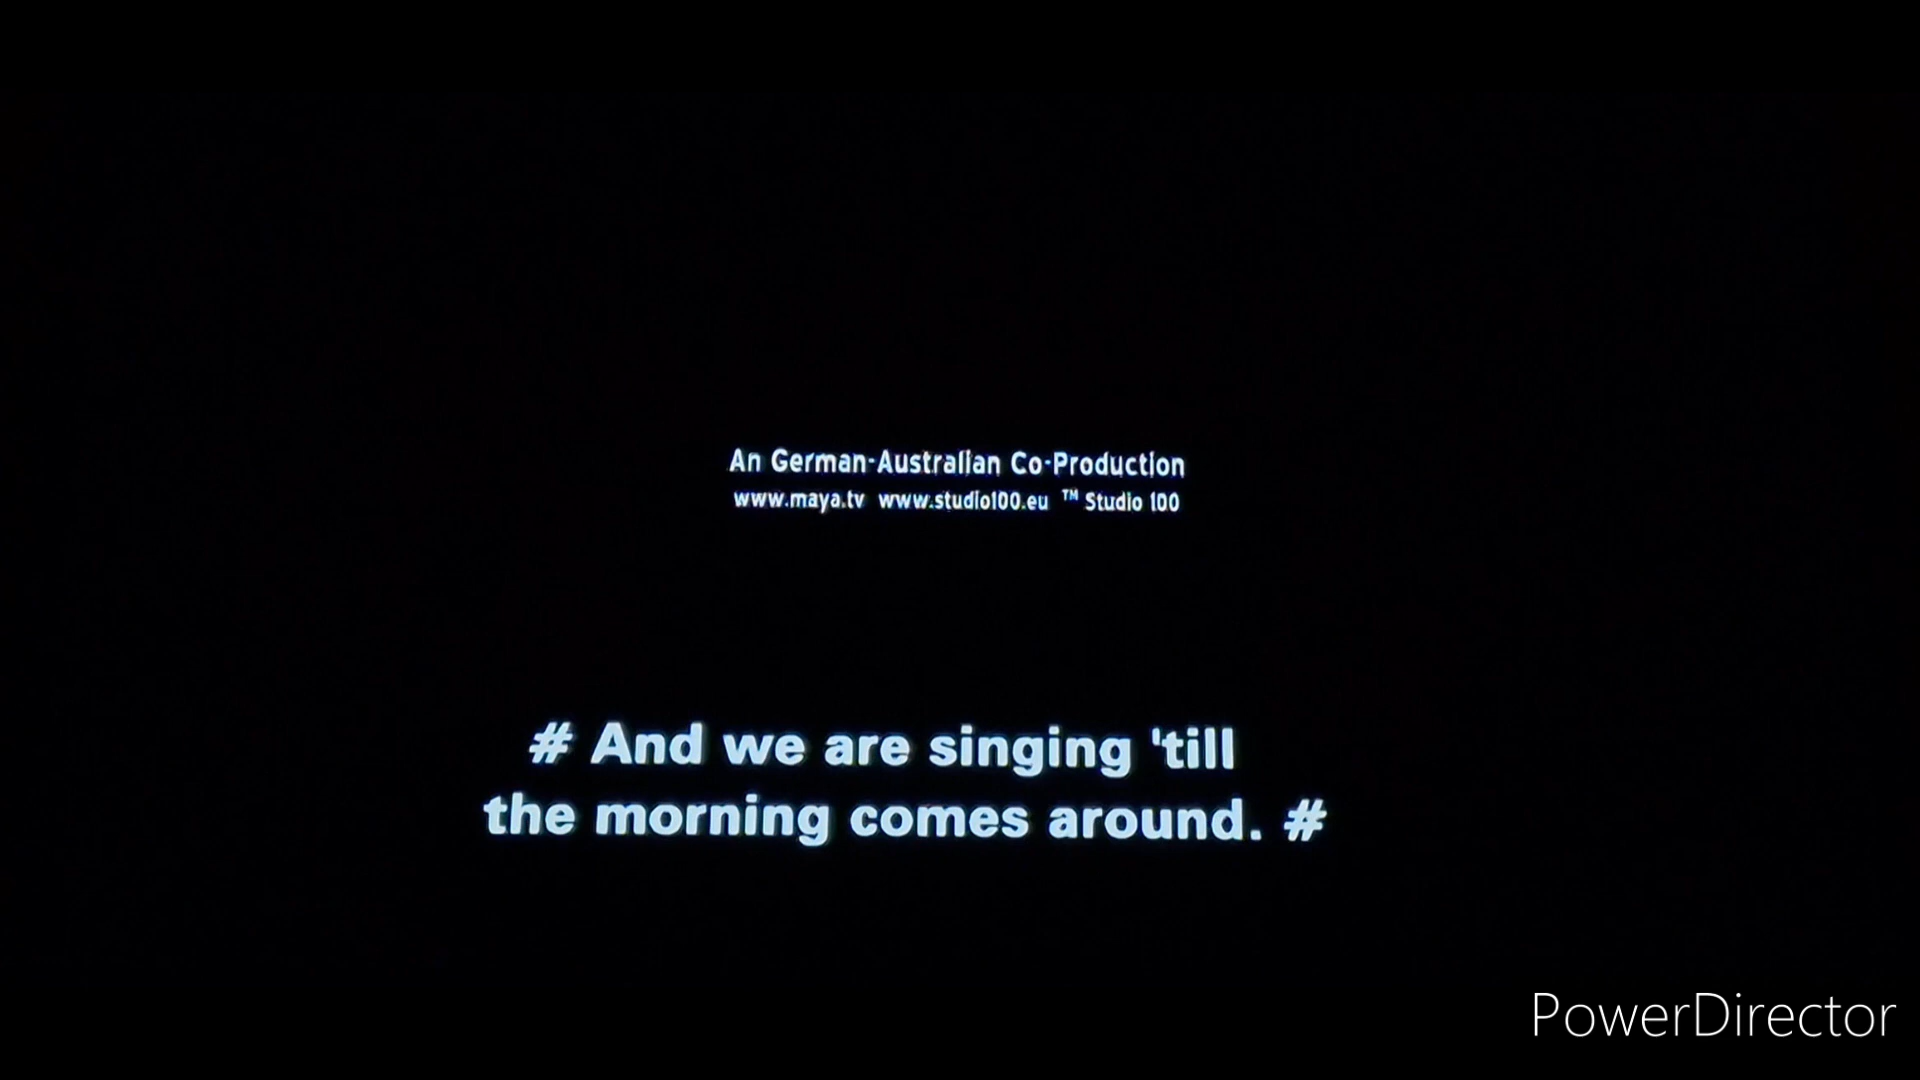 An German-Australian Co-Production
www.maya.tv www.studio100.eu ™ Studio 100
# And we are singing 'till
the morning comes around. #
PowerDirector